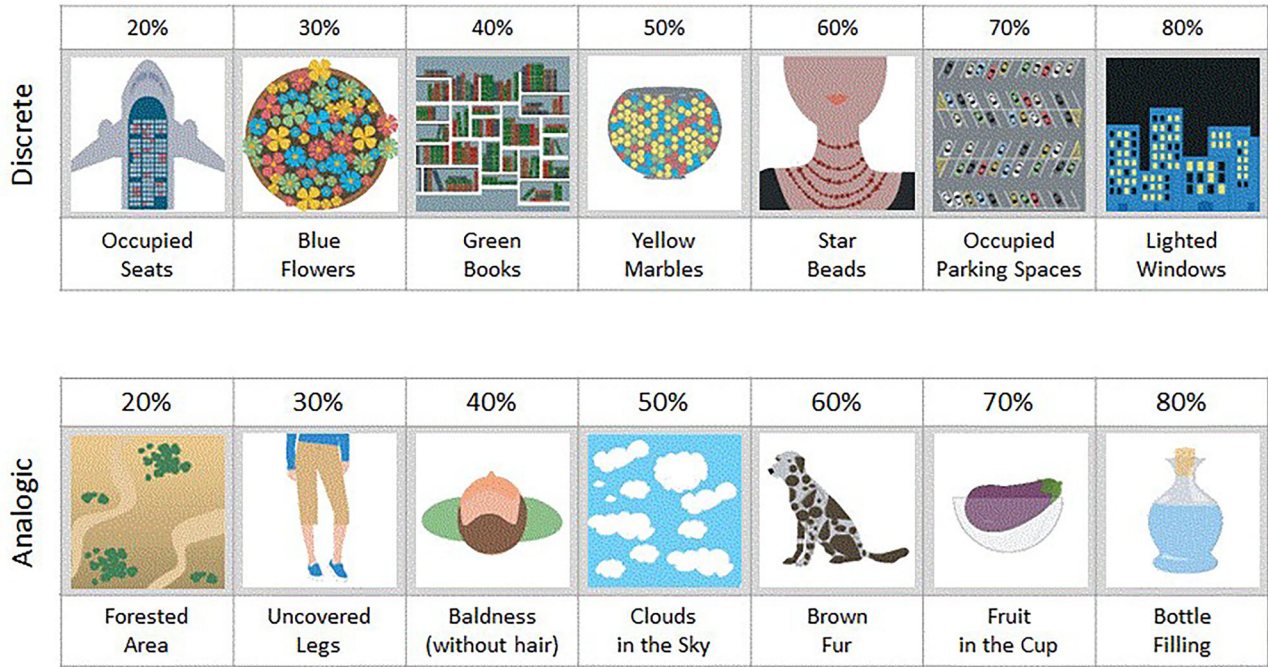 20% 30% 40% 50% 60% 70% 80%
Discrete
Occupied Blue Green Yellow Star Occupied Lighted
Seats Flowers Books Marbles Beads Parking Spaces Windows
20% 30% 40% 50% 60% 70% 80%
Analogic
Forested Uncovered Baldness Clouds Brown Fruit Bottle
Area Legs (without hair) in the Sky Fur in the Cup Filling